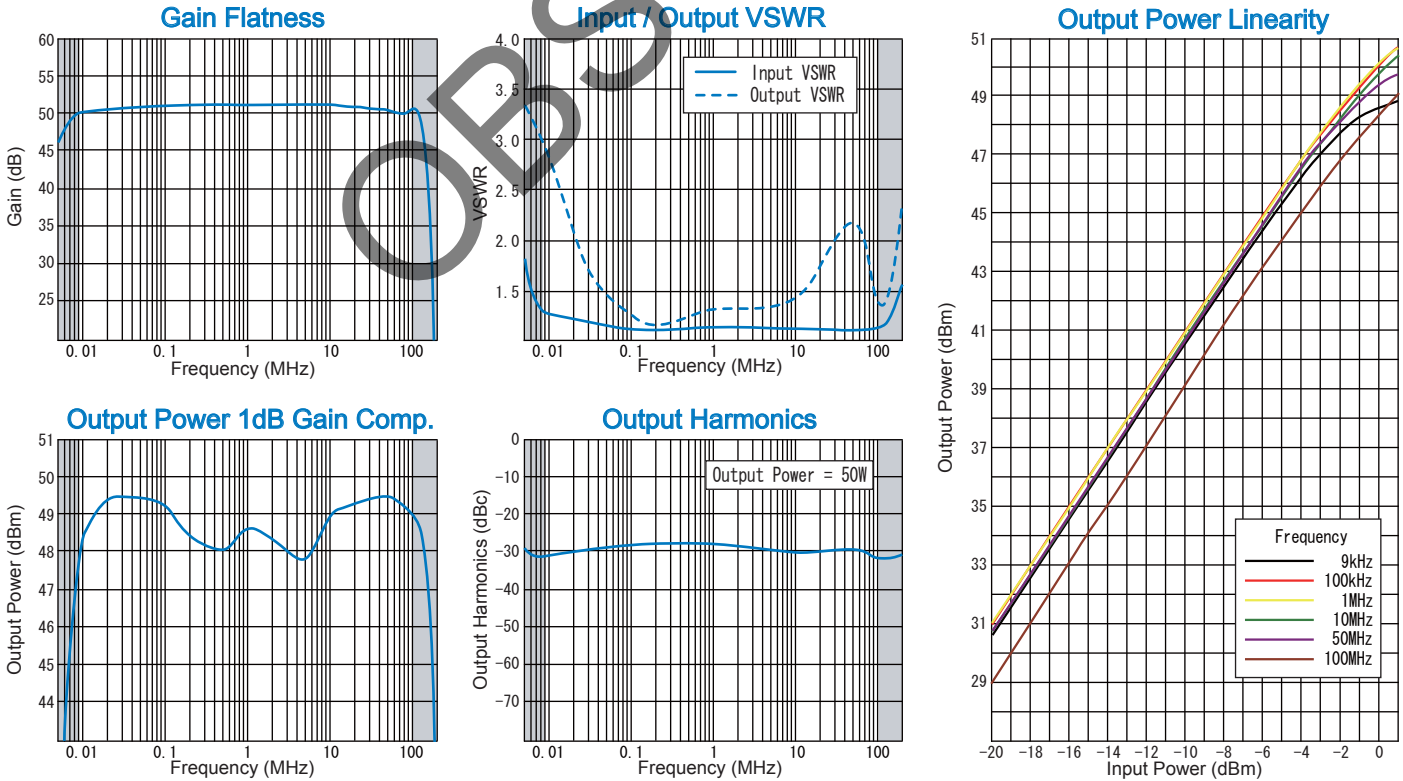 Gain Flatness
60
55
50
45
40
35
30
25
Gain (dB)
0.01 0.1 1 10 100
Frequency (MHz)
Input / Output VSWR
4.0
3.5
3.0
2.5
2.0
1.5
VSWR
Input VSWR
Output VSWR
0.01 0.1 1 10 100
Frequency (MHz)
Output Power 1dB Gain Comp.
51
50
49
48
47
46
45
44
Output Power (dBm)
0.01 0.1 1 10 100
Frequency (MHz)
Output Harmonics
0
-10
-20
-30
-40
-50
-60
-70
Output Harmonics (dBc)
Output Power = 50W
0.01 0.1 1 10 100
Frequency (MHz)
Output Power Linearity
51
49
47
45
43
41
39
37
35
33
31
29
Output Power (dBm)
Frequency
9kHz
100kHz
1MHz
10MHz
50MHz
100MHz
-20 -18 -16 -14 -12 -10 -8 -6 -4 -2 0
Input Power (dBm)
OBS